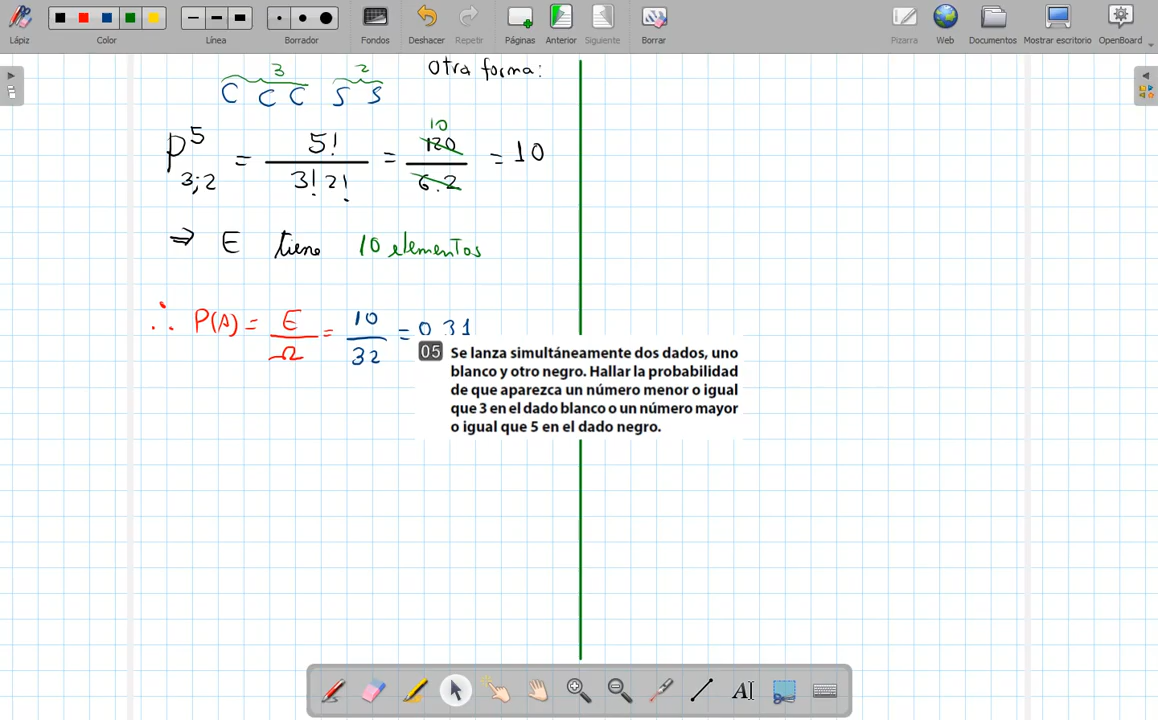 Lápiz Color Línea Borrador Fondos Deshacer Repetir Páginas Anterior Siguiente Borrar Pizarra Web Documentos Mostrar escritorio OpenBoard
3 2
C C C S S
Otra forma:
P 5 3;2 = 5! / 3! 2! = 120 / 6.2 = 10
10
⇒ E tiene 10 elementos
∴ P(A) = E / Ω = 10 / 32 = 0.31
05 Se lanza simultáneamente dos dados, uno
blanco y otro negro. Hallar la probabilidad
de que aparezca un número menor o igual
que 3 en el dado blanco o un número mayor
o igual que 5 en el dado negro.
AI